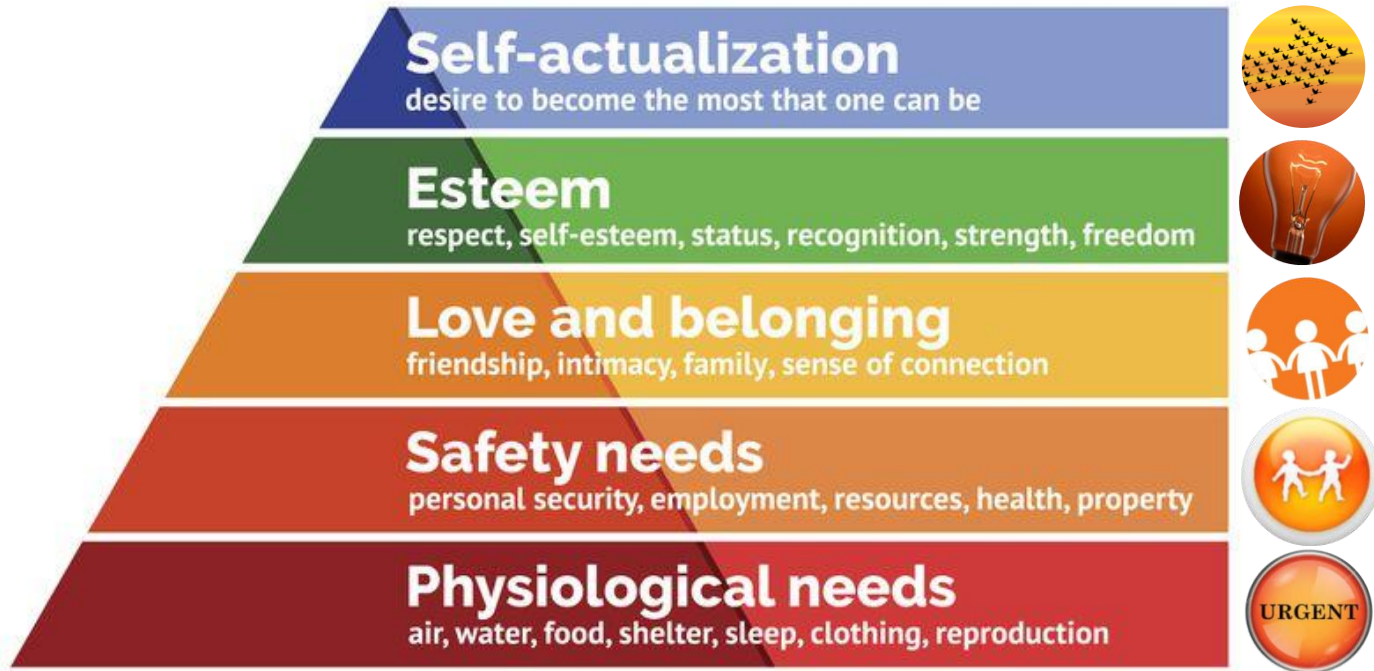 Self-actualization
desire to become the most that one can be
Esteem
respect, self-esteem, status, recognition, strength, freedom
Love and belonging
friendship, intimacy, family, sense of connection
Safety needs
personal security, employment, resources, health, property
Physiological needs
air, water, food, shelter, sleep, clothing, reproduction
URGENT